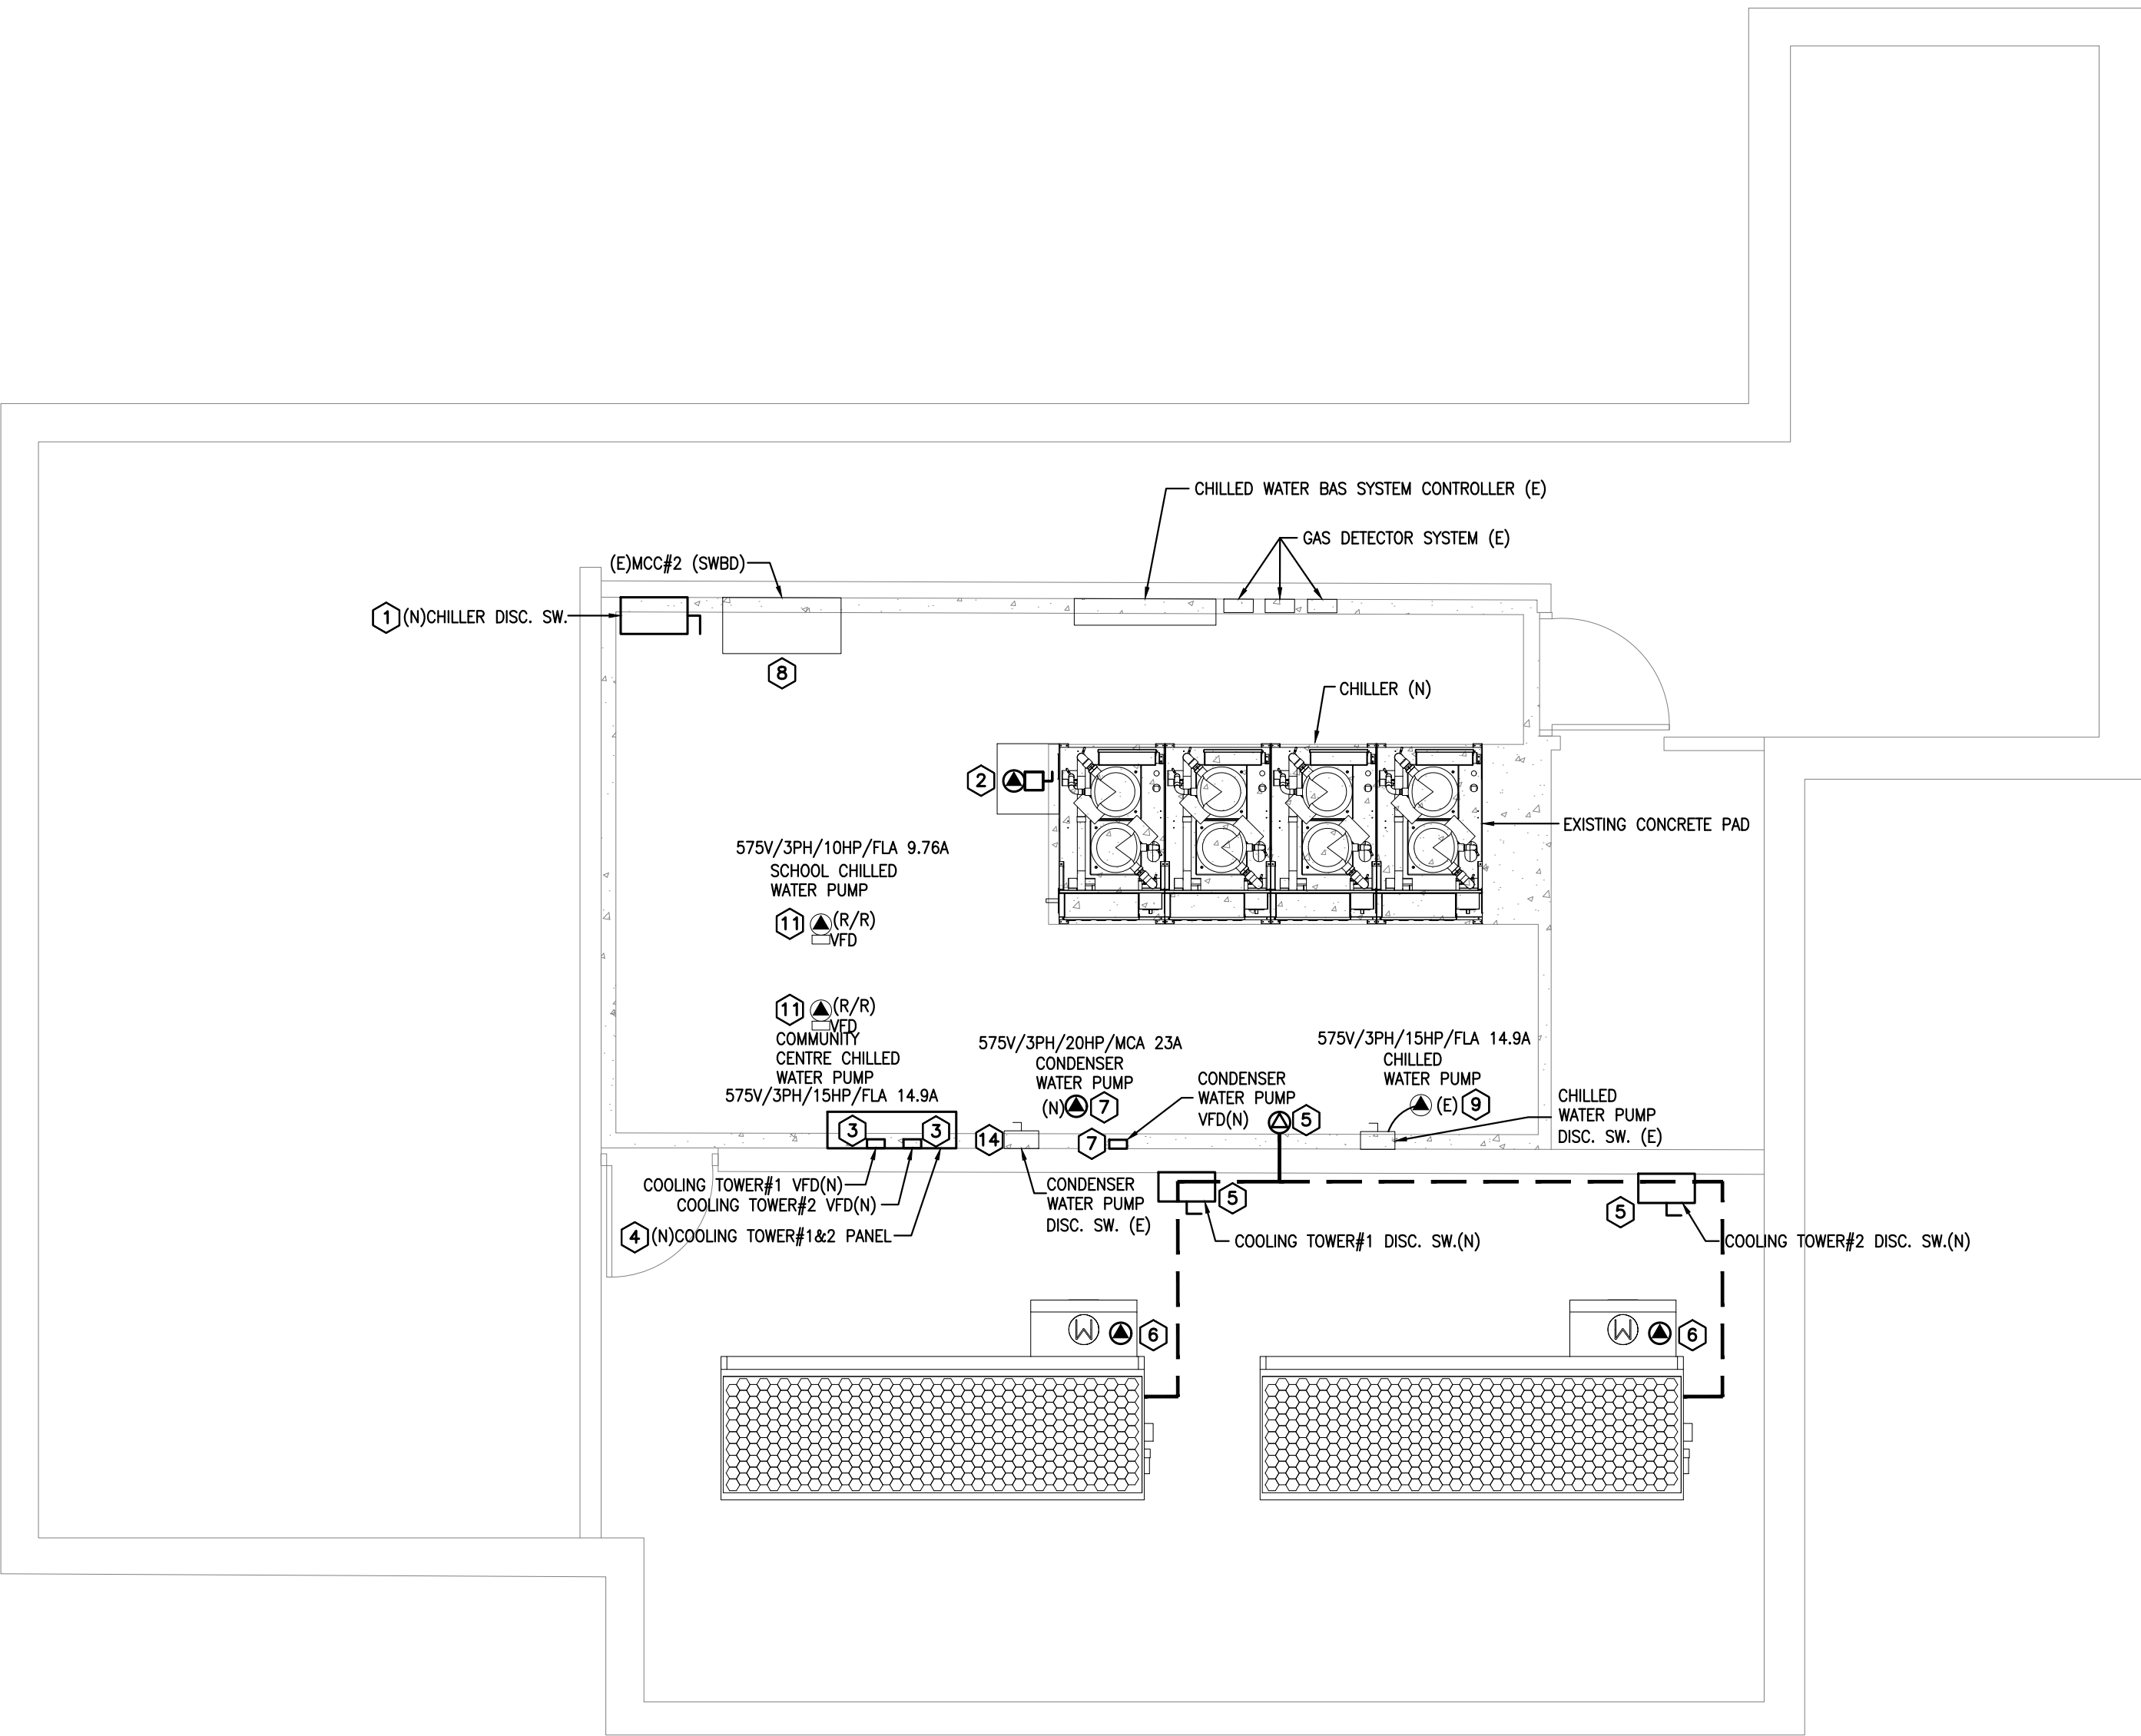 CHILLED WATER BAS SYSTEM CONTROLLER (E)
GAS DETECTOR SYSTEM (E)
(E)MCC#2 (SWBD)
1 (N)CHILLER DISC. SW.
8
CHILLER (N)
2
EXISTING CONCRETE PAD
575V/3PH/10HP/FLA 9.76A
SCHOOL CHILLED
WATER PUMP
11 (R/R)
VFD
11 (R/R)
VFD
COMMUNITY
CENTRE CHILLED
WATER PUMP
575V/3PH/15HP/FLA 14.9A
575V/3PH/20HP/MCA 23A
CONDENSER
WATER PUMP
(N) 7
CONDENSER
WATER PUMP
VFD(N)
5
575V/3PH/15HP/FLA 14.9A
CHILLED
WATER PUMP
(E) 9
CHILLED
WATER PUMP
DISC. SW. (E)
3 3
14
7
COOLING TOWER#1 VFD(N)
COOLING TOWER#2 VFD(N)
4 (N)COOLING TOWER#1&2 PANEL
CONDENSER
WATER PUMP
DISC. SW. (E)
5
COOLING TOWER#1 DISC. SW.(N)
5
COOLING TOWER#2 DISC. SW.(N)
M 6
M 6